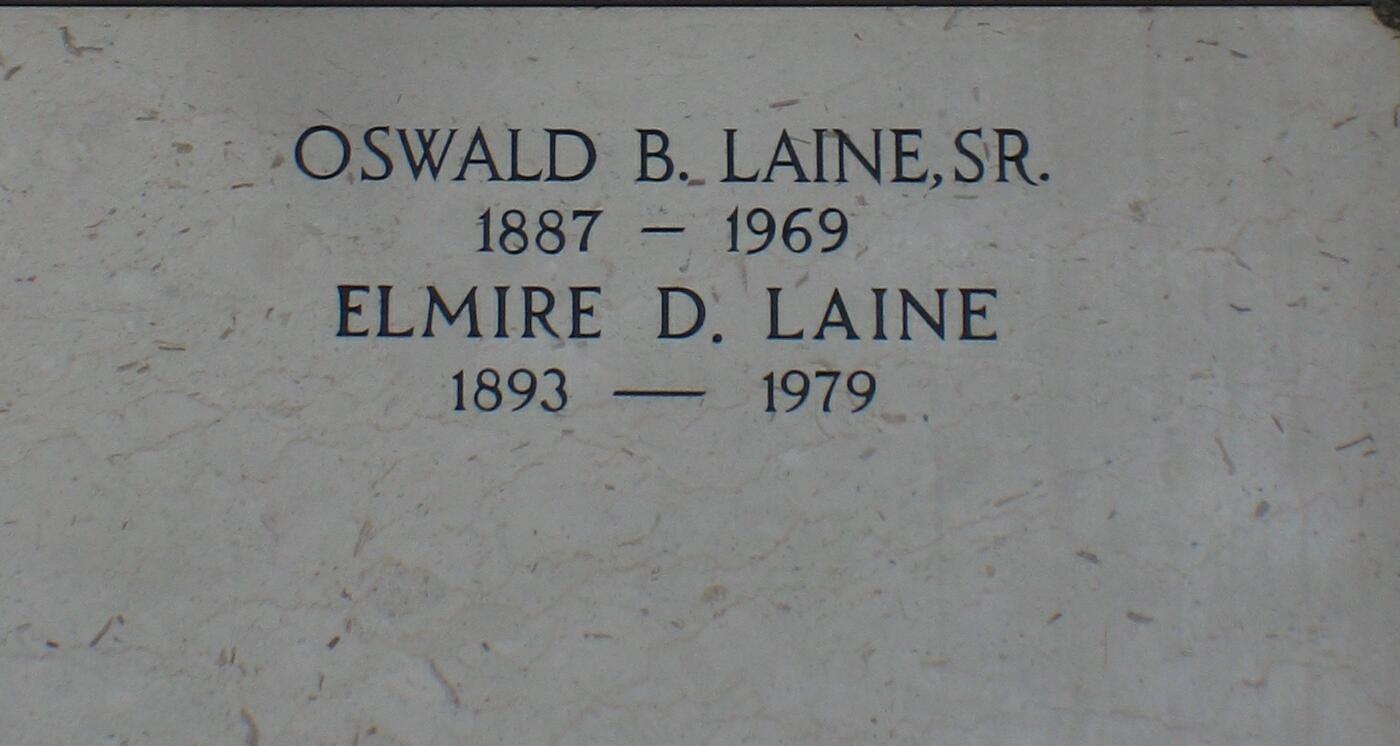 OSWALD B. LAINE, SR.
1887 – 1969
ELMIRE D. LAINE
1893 — 1979